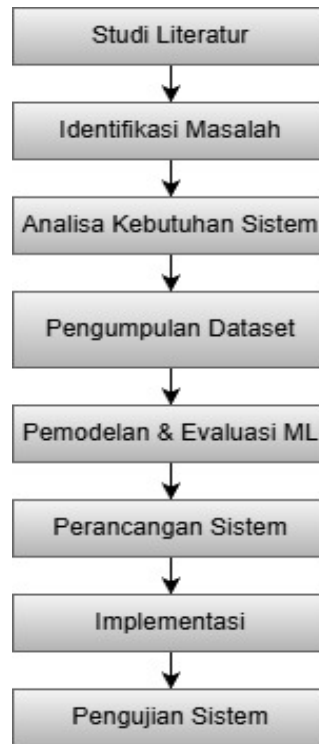 Studi Literatur
Identifikasi Masalah
Analisa Kebutuhan Sistem
Pengumpulan Dataset
Pemodelan & Evaluasi ML
Perancangan Sistem
Implementasi
Pengujian Sistem